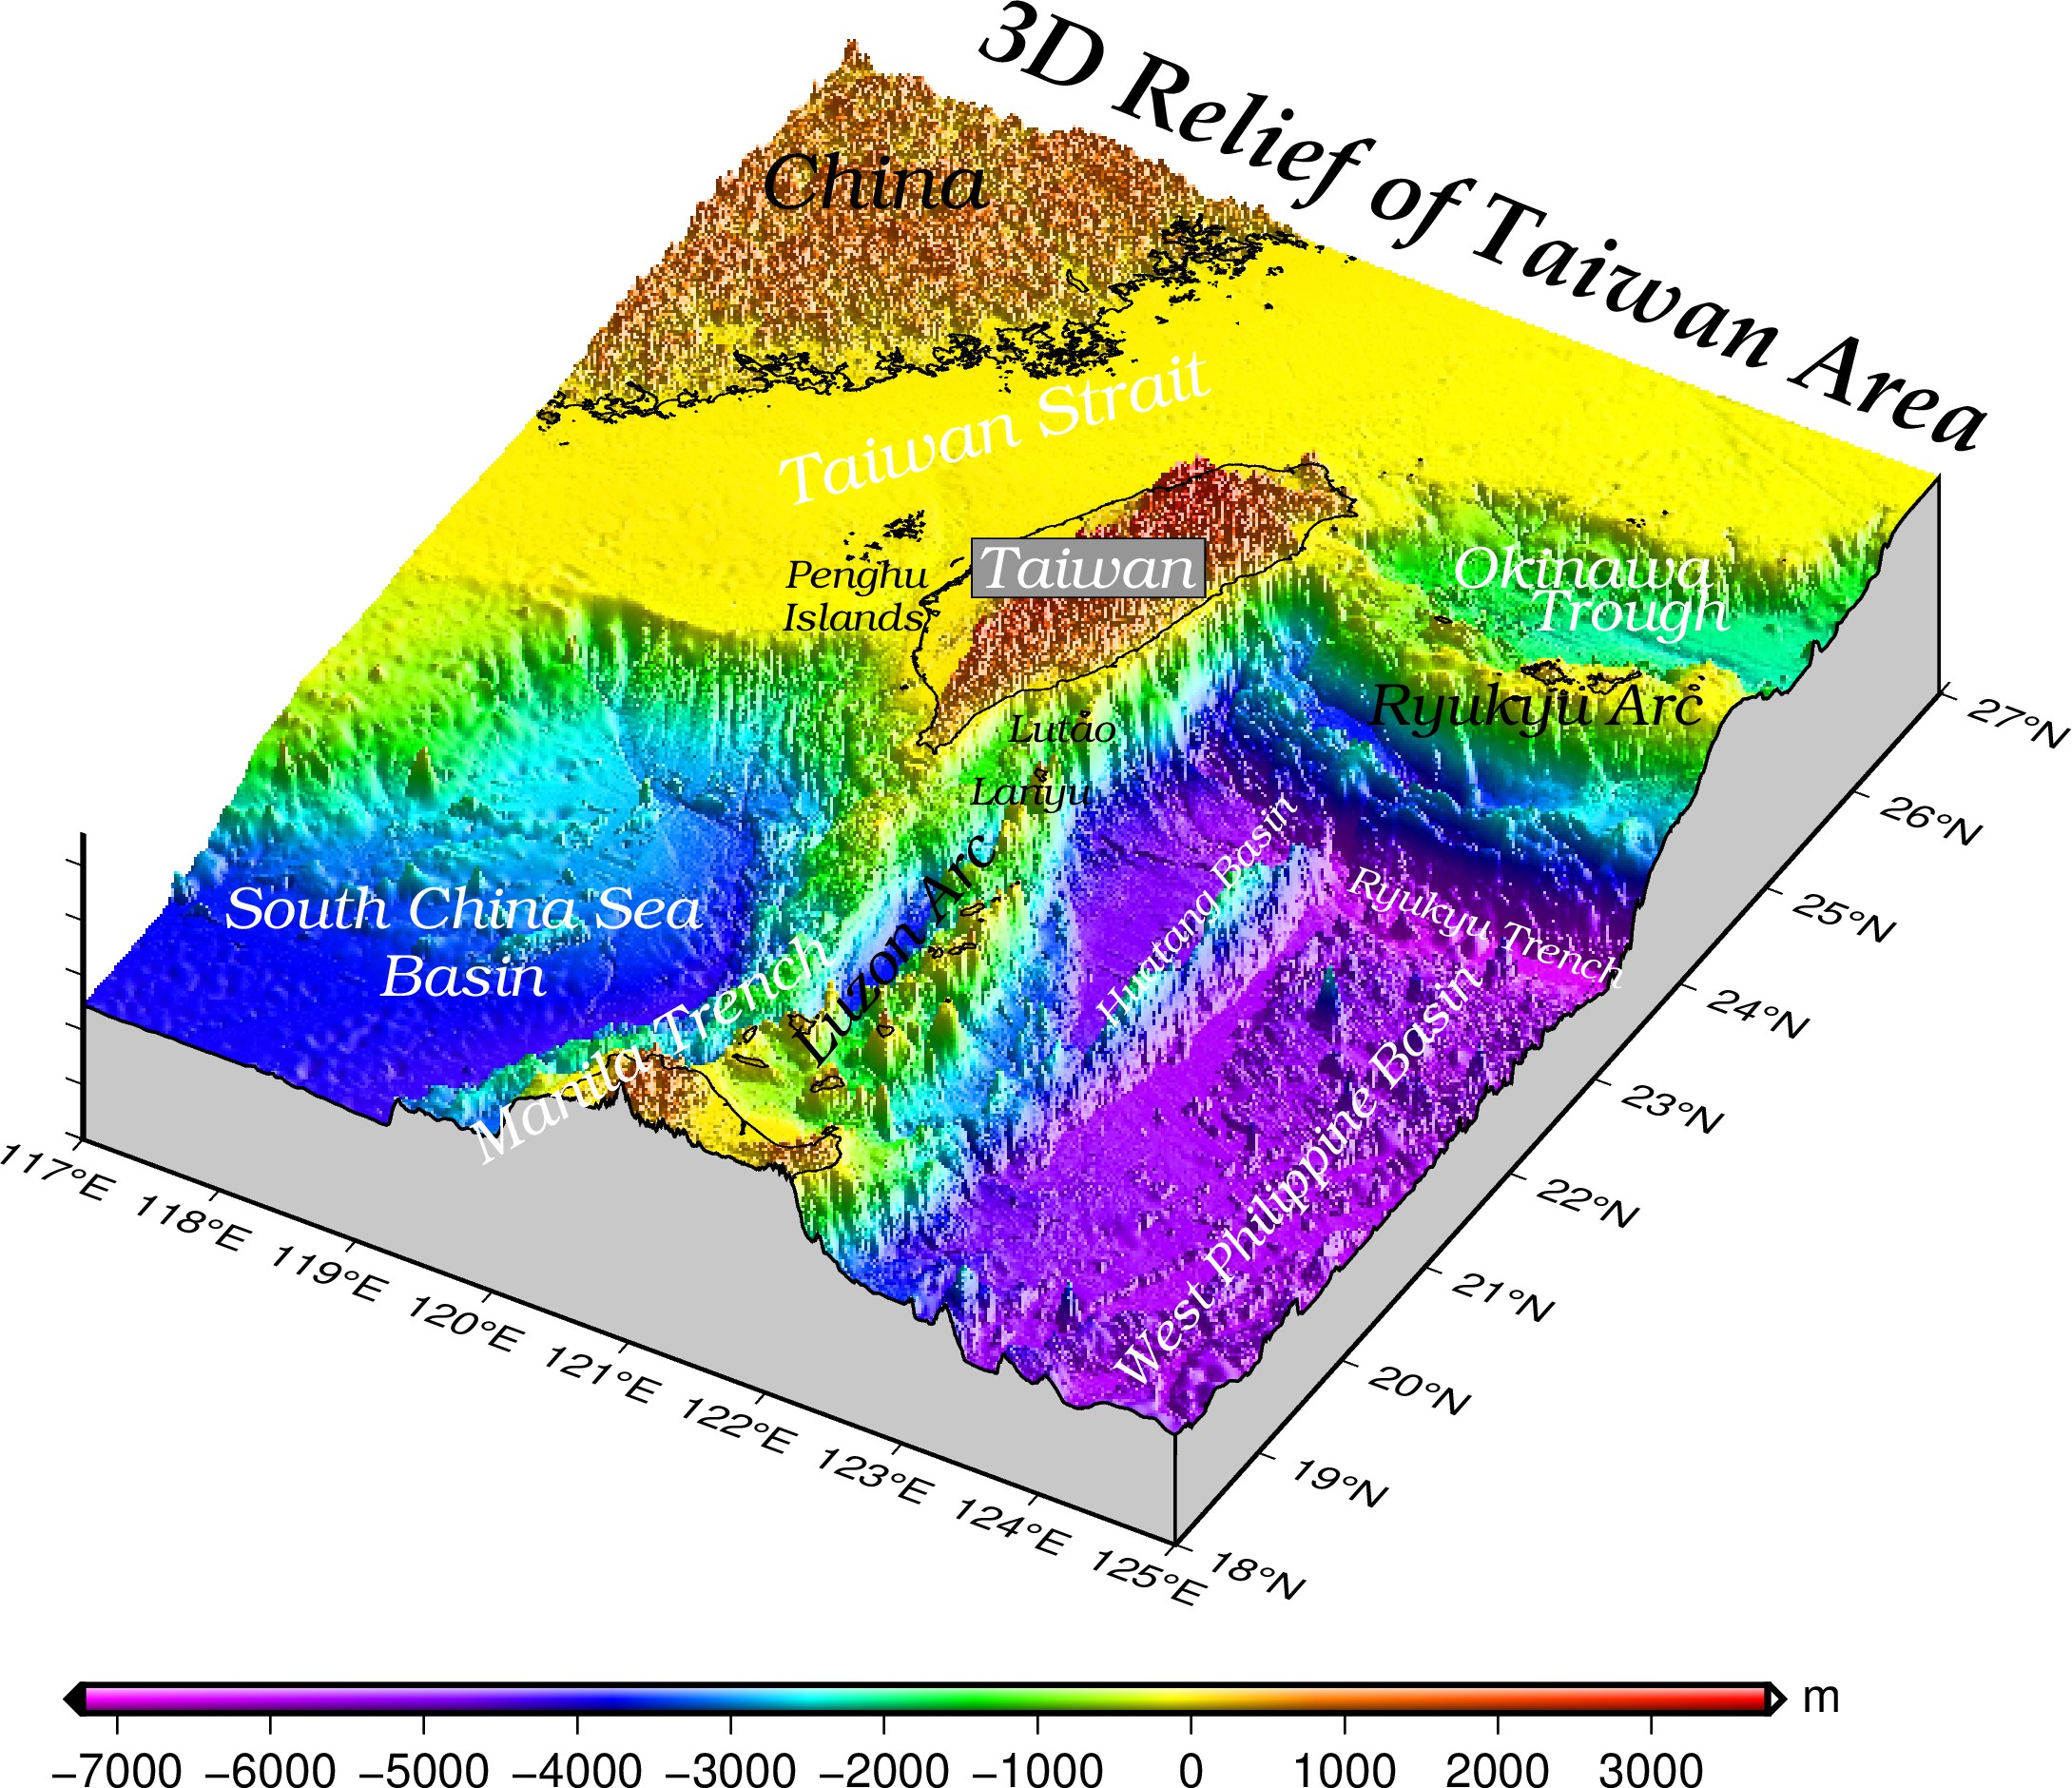 3D Relief of Taiwan Area
China
Taiwan Strait
Penghu
Islands
Taiwan
Okinawa
Trough
Ryukyu Arc
Lutao
Lanyu
Luzon Arc
Huatang Basin
Ryukyu Trench
South China Sea
Basin
Manila Trench
West Philippine Basin
27°N
26°N
25°N
24°N
23°N
22°N
21°N
20°N
19°N
18°N
117°E
118°E
119°E
120°E
121°E
122°E
123°E
124°E
125°E
m
−7000 −6000 −5000 −4000 −3000 −2000 −1000 0 1000 2000 3000